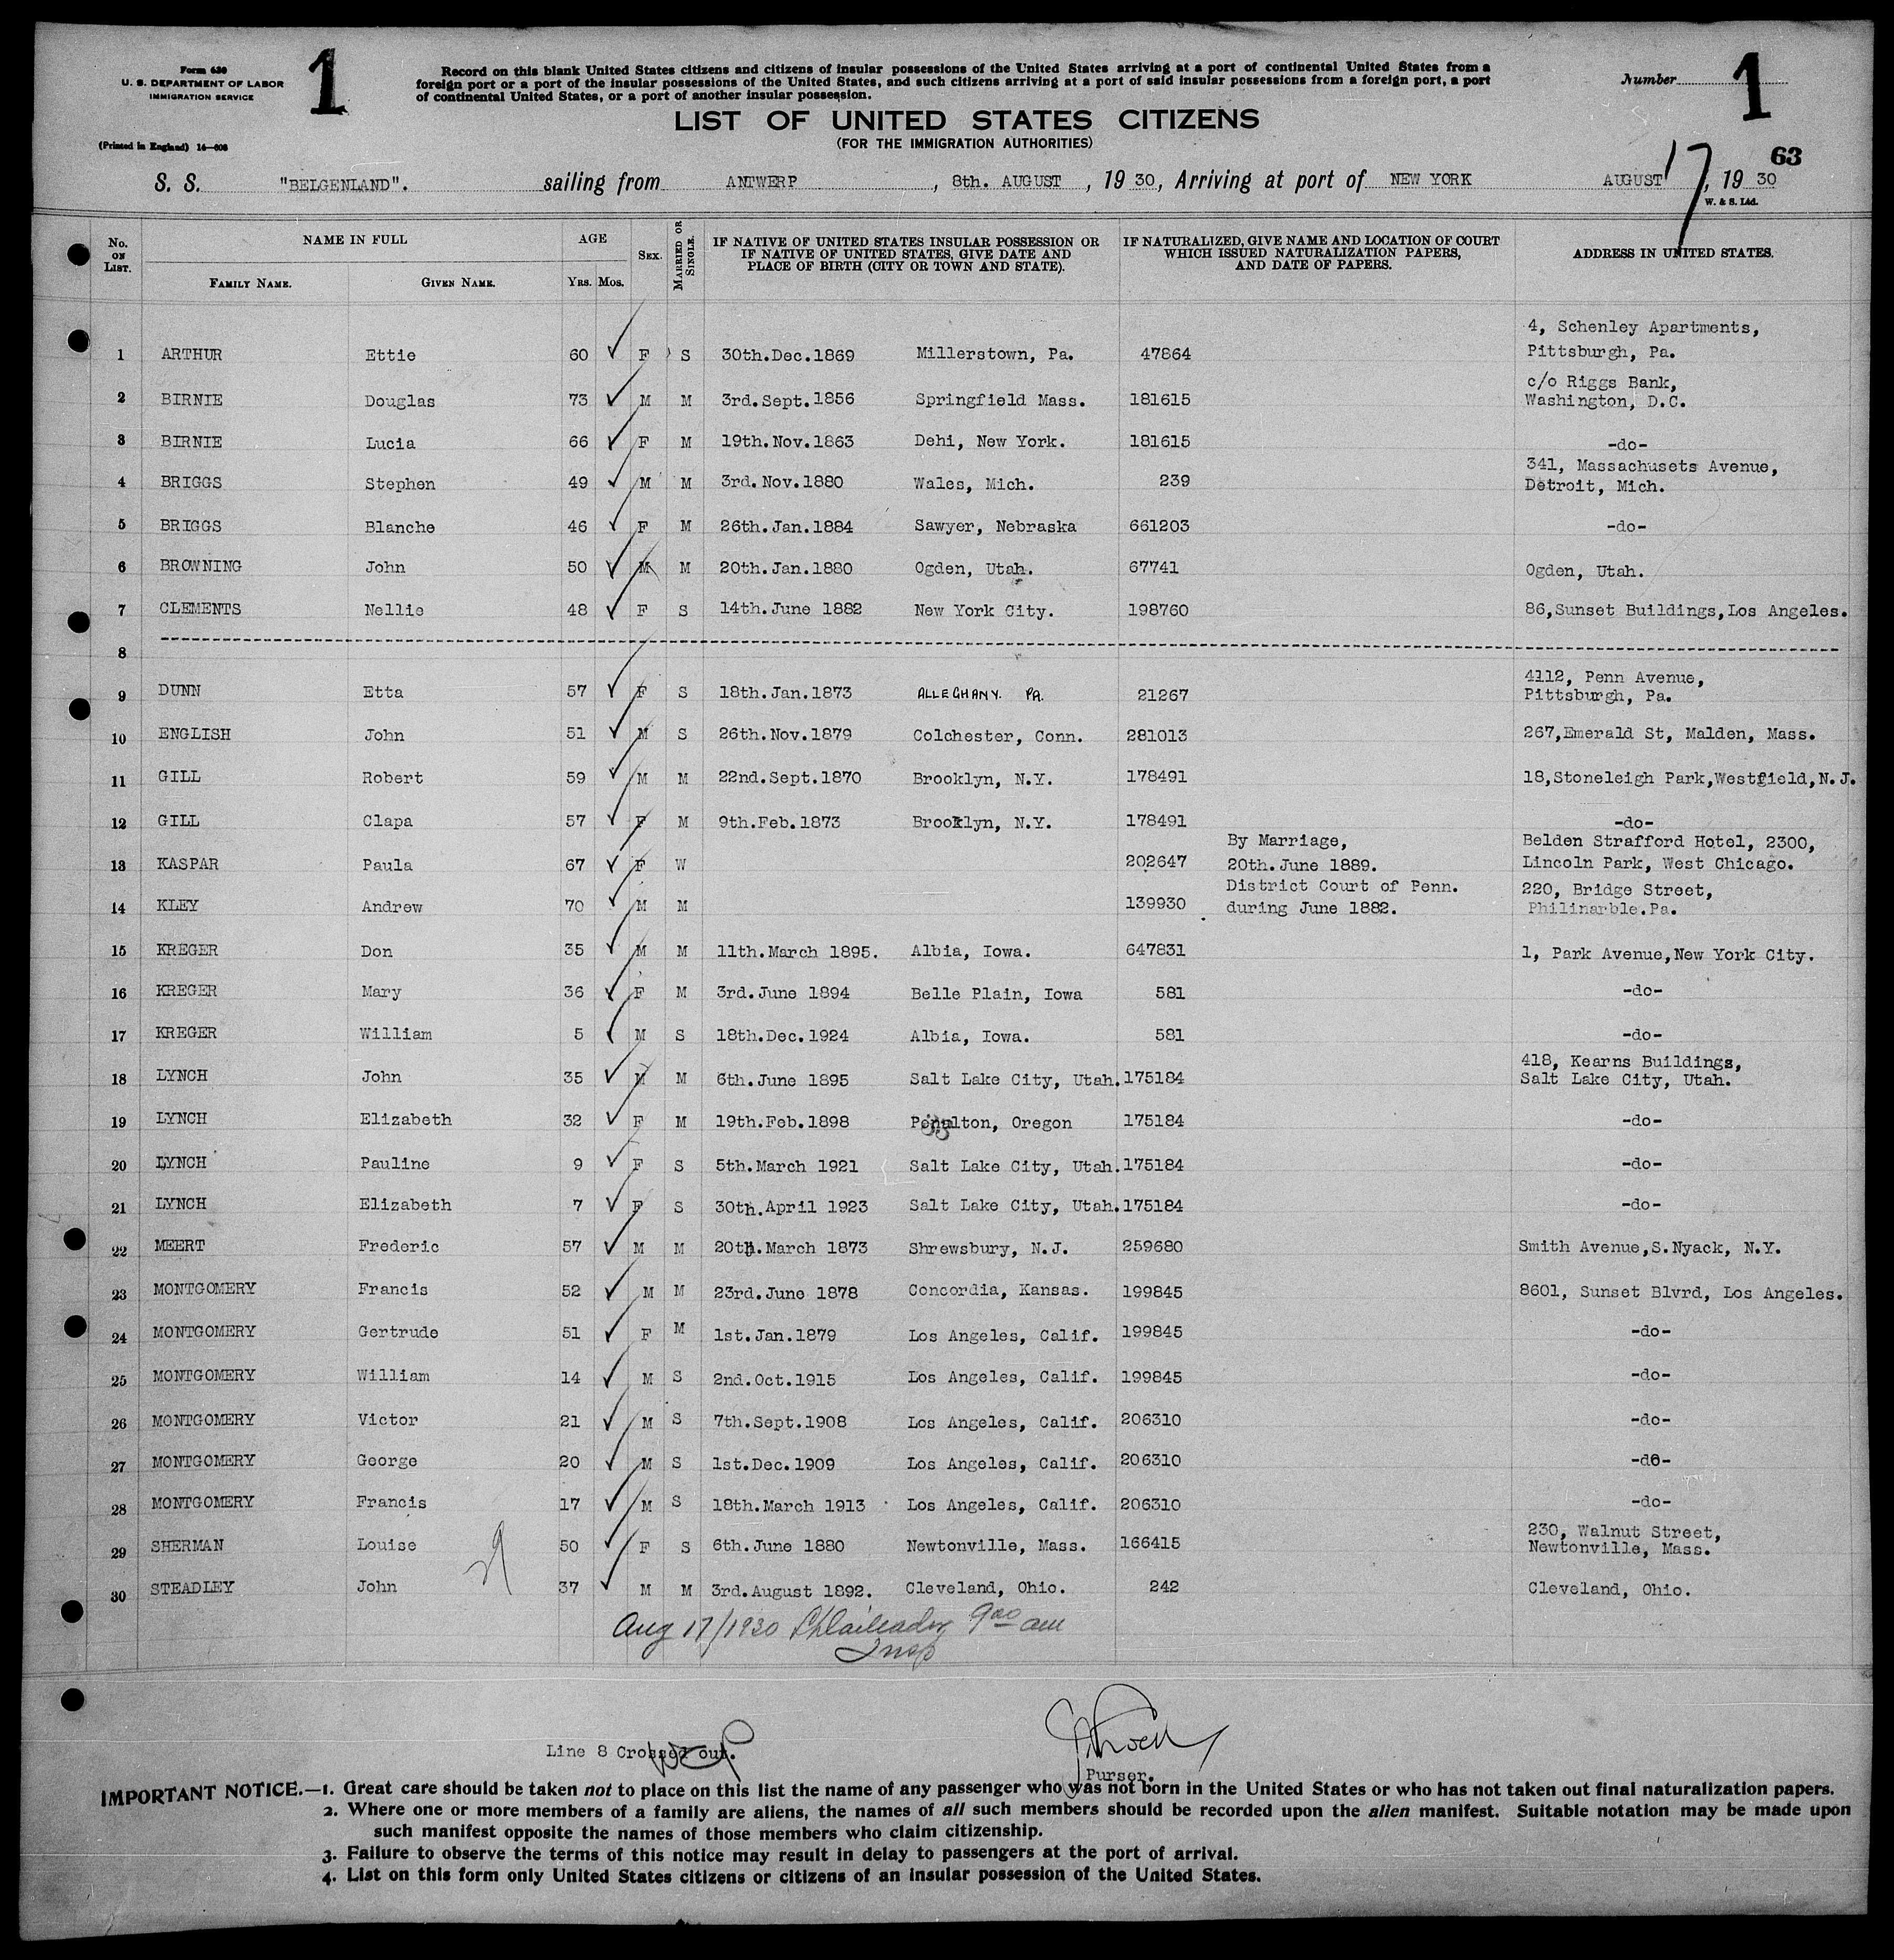 Form 630
U. S. DEPARTMENT OF LABOR
IMMIGRATION SERVICE
1
Record on this blank United States citizens and citizens of insular possessions of the United States arriving at a port of continental United States from a
foreign port or a port of the insular possessions of the United States, and such citizens arriving at a port of said insular possessions from a foreign port, a port
of continental United States, or a port of another insular possession.
Number 1
LIST OF UNITED STATES CITIZENS
(FOR THE IMMIGRATION AUTHORITIES)
(Printed in England) 14—608
63
S. S. "BELGENLAND". sailing from ANTWERP, 8th. AUGUST, 19 30, Arriving at port of NEW YORK AUGUST 17, 19 30
W. & S. Ltd.
No. ON LIST. NAME IN FULL FAMILY NAME. GIVEN NAME. AGE YRS. MOS. SEX. MARRIED OR SINGLE. IF NATIVE OF UNITED STATES INSULAR POSSESSION OR IF NATIVE OF UNITED STATES, GIVE DATE AND PLACE OF BIRTH (CITY OR TOWN AND STATE). IF NATURALIZED, GIVE NAME AND LOCATION OF COURT WHICH ISSUED NATURALIZATION PAPERS, AND DATE OF PAPERS. ADDRESS IN UNITED STATES.
4, Schenley Apartments,
1 ARTHUR Ettie 60 F S 30th.Dec.1869 Millerstown, Pa. 47864 Pittsburgh, Pa.
c/o Riggs Bank,
2 BIRNIE Douglas 73 M M 3rd.Sept.1856 Springfield Mass. 181615 Washington, D.C.
3 BIRNIE Lucia 66 F M 19th.Nov.1863 Dehi, New York. 181615 -do-
341, Massachusets Avenue,
4 BRIGGS Stephen 49 M M 3rd.Nov.1880 Wales, Mich. 239 Detroit, Mich.
5 BRIGGS Blanche 46 F M 26th.Jan.1884 Sawyer, Nebraska 661203 -do-
6 BROWNING John 50 M M 20th.Jan.1880 Ogden, Utah. 67741 Ogden, Utah.
7 CLEMENTS Nellie 48 F S 14th.June 1882 New York City. 198760 86,Sunset Buildings,Los Angeles.
8
4112, Penn Avenue,
9 DUNN Etta 57 F S 18th.Jan.1873 ALLEGHANY. PA. 21267 Pittsburgh, Pa.
10 ENGLISH John 51 M S 26th.Nov.1879 Colchester, Conn. 281013 267,Emerald St, Malden, Mass.
11 GILL Robert 59 M M 22nd.Sept.1870 Brooklyn, N.Y. 178491 18,Stoneleigh Park,Westfield,N.J.
12 GILL Clapa 57 F M 9th.Feb.1873 Brooklyn, N.Y. 178491 -do-
By Marriage, Belden Strafford Hotel, 2300,
13 KASPAR Paula 67 F W 202647 20th.June 1889. Lincoln Park, West Chicago.
District Court of Penn. 220, Bridge Street,
14 KLEY Andrew 70 M M 139930 during June 1882. Philinarble.Pa.
15 KREGER Don 35 M M 11th.March 1895. Albia, Iowa. 647831 1, Park Avenue,New York City.
16 KREGER Mary 36 F M 3rd.June 1894 Belle Plain, Iowa 581 -do-
17 KREGER William 5 M S 18th.Dec.1924 Albia, Iowa. 581 -do-
418, Kearns Buildings,
18 LYNCH John 35 M M 6th.June 1895 Salt Lake City, Utah. 175184 Salt Lake City, Utah.
19 LYNCH Elizabeth 32 F M 19th.Feb.1898 Oregon 175184 -do-
20 LYNCH Pauline 9 F S 5th.March 1921 Salt Lake City, Utah. 175184 -do-
21 LYNCH Elizabeth 7 F S 30th.April 1923 Salt Lake City, Utah. 175184 -do-
22 MEERT Frederic 57 M M 20th.March 1873 Shrewsbury, N.J. 259680 Smith Avenue,S.Nyack, N.Y.
23 MONTGOMERY Francis 52 M M 23rd.June 1878 Concordia, Kansas. 199845 8601, Sunset Blvrd, Los Angeles.
24 MONTGOMERY Gertrude 51 F M 1st.Jan.1879 Los Angeles, Calif. 199845 -do-
25 MONTGOMERY William 14 M S 2nd.Oct.1915 Los Angeles, Calif. 199845 -do-
26 MONTGOMERY Victor 21 M S 7th.Sept.1908 Los Angeles, Calif. 206310 -do-
27 MONTGOMERY George 20 M S 1st.Dec.1909 Los Angeles, Calif. 206310 -do-
28 MONTGOMERY Francis 17 M S 18th.March 1913 Los Angeles, Calif. 206310 -do-
230, Walnut Street,
29 SHERMAN Louise 50 F S 6th.June 1880 Newtonville, Mass. 166415 Newtonville, Mass.
29
30 STEADLEY John 37 M M 3rd.August 1892. Cleveland, Ohio. 242 Cleveland, Ohio.
Aug 17/1930 9 00 am
Insp
Line 8 Crossed out.
Purser.
IMPORTANT NOTICE.—1. Great care should be taken not to place on this list the name of any passenger who was not born in the United States or who has not taken out final naturalization papers.
2. Where one or more members of a family are aliens, the names of all such members should be recorded upon the alien manifest. Suitable notation may be made upon
such manifest opposite the names of those members who claim citizenship.
3. Failure to observe the terms of this notice may result in delay to passengers at the port of arrival.
4. List on this form only United States citizens or citizens of an insular possession of the United States.